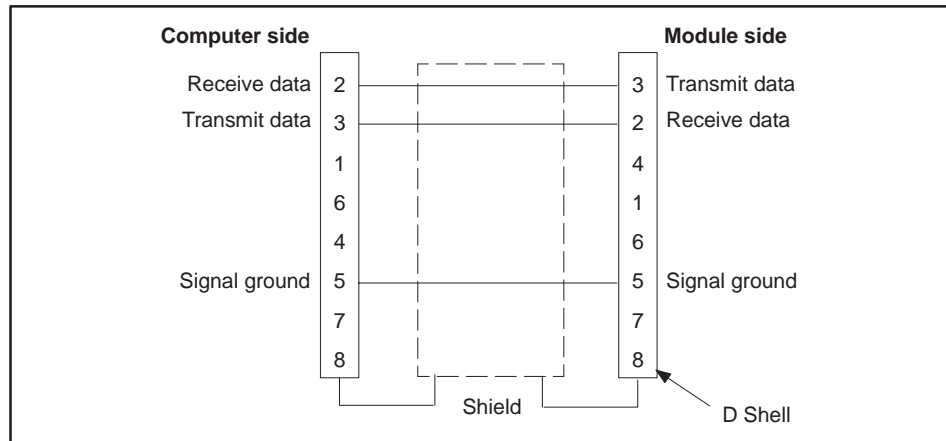 Computer side Module side
Receive data 2 3 Transmit data
Transmit data 3 2 Receive data
1 4
6 1
4 6
Signal ground 5 5 Signal ground
7 7
8 8
Shield
D Shell